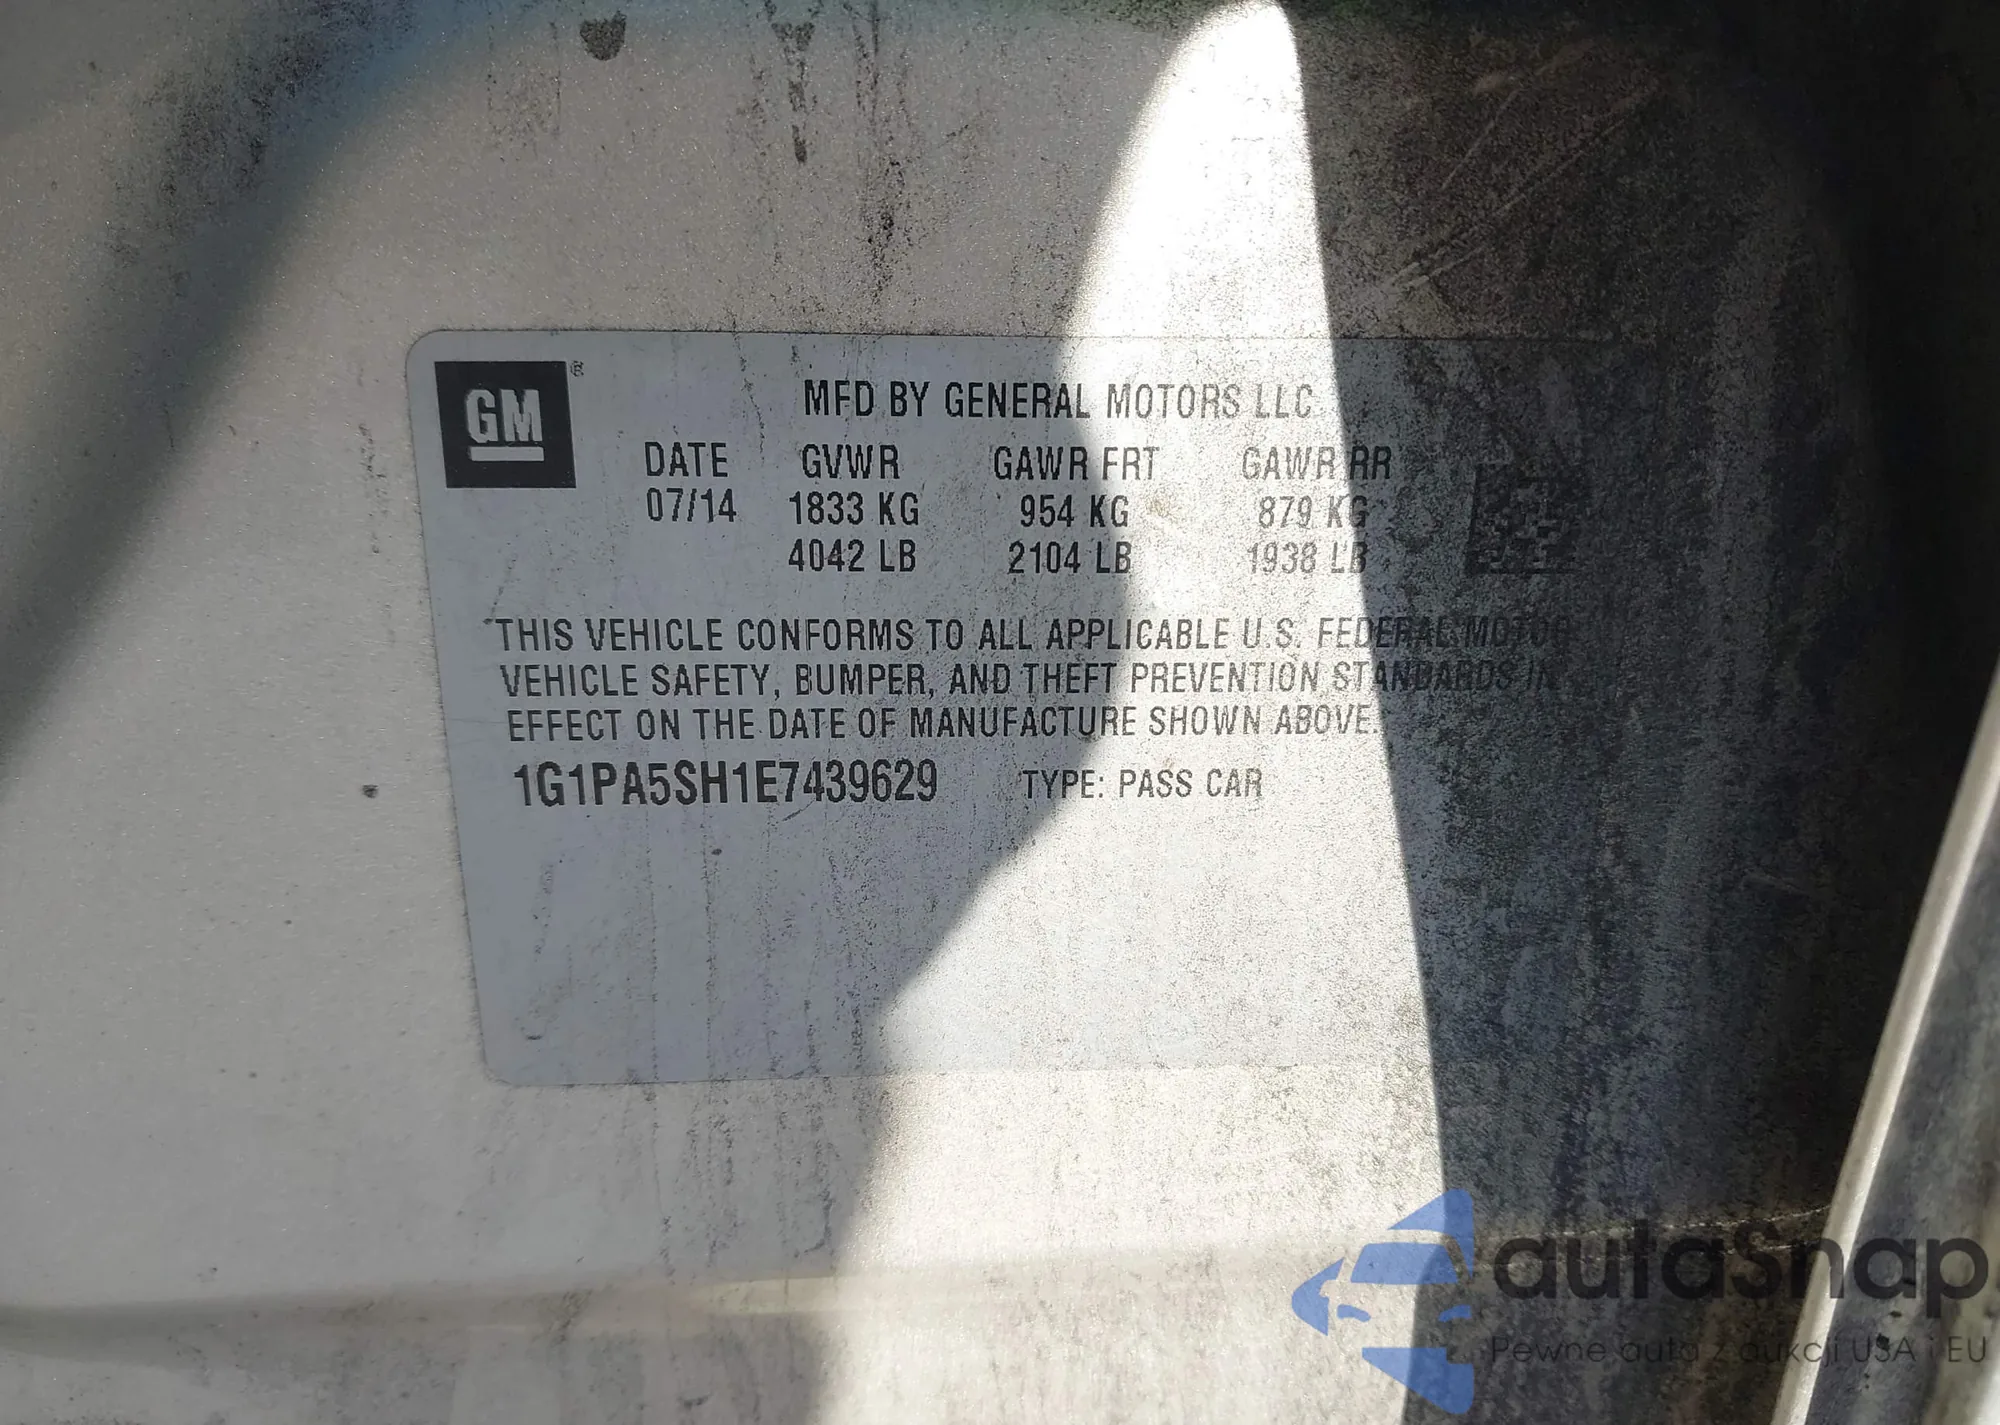 GM ®
MFD BY GENERAL MOTORS LLC
DATE GVWR GAWR FRT GAWR RR
07/14 1833 KG 954 KG 879 KG
4042 LB 2104 LB 1938 LB
THIS VEHICLE CONFORMS TO ALL APPLICABLE U.S. FEDERAL MOTOR
VEHICLE SAFETY, BUMPER, AND THEFT PREVENTION STANDARDS IN
EFFECT ON THE DATE OF MANUFACTURE SHOWN ABOVE.
1G1PA5SH1E7439629 TYPE: PASS CAR
autaSnap
Pewne auta z aukcji USA i EU